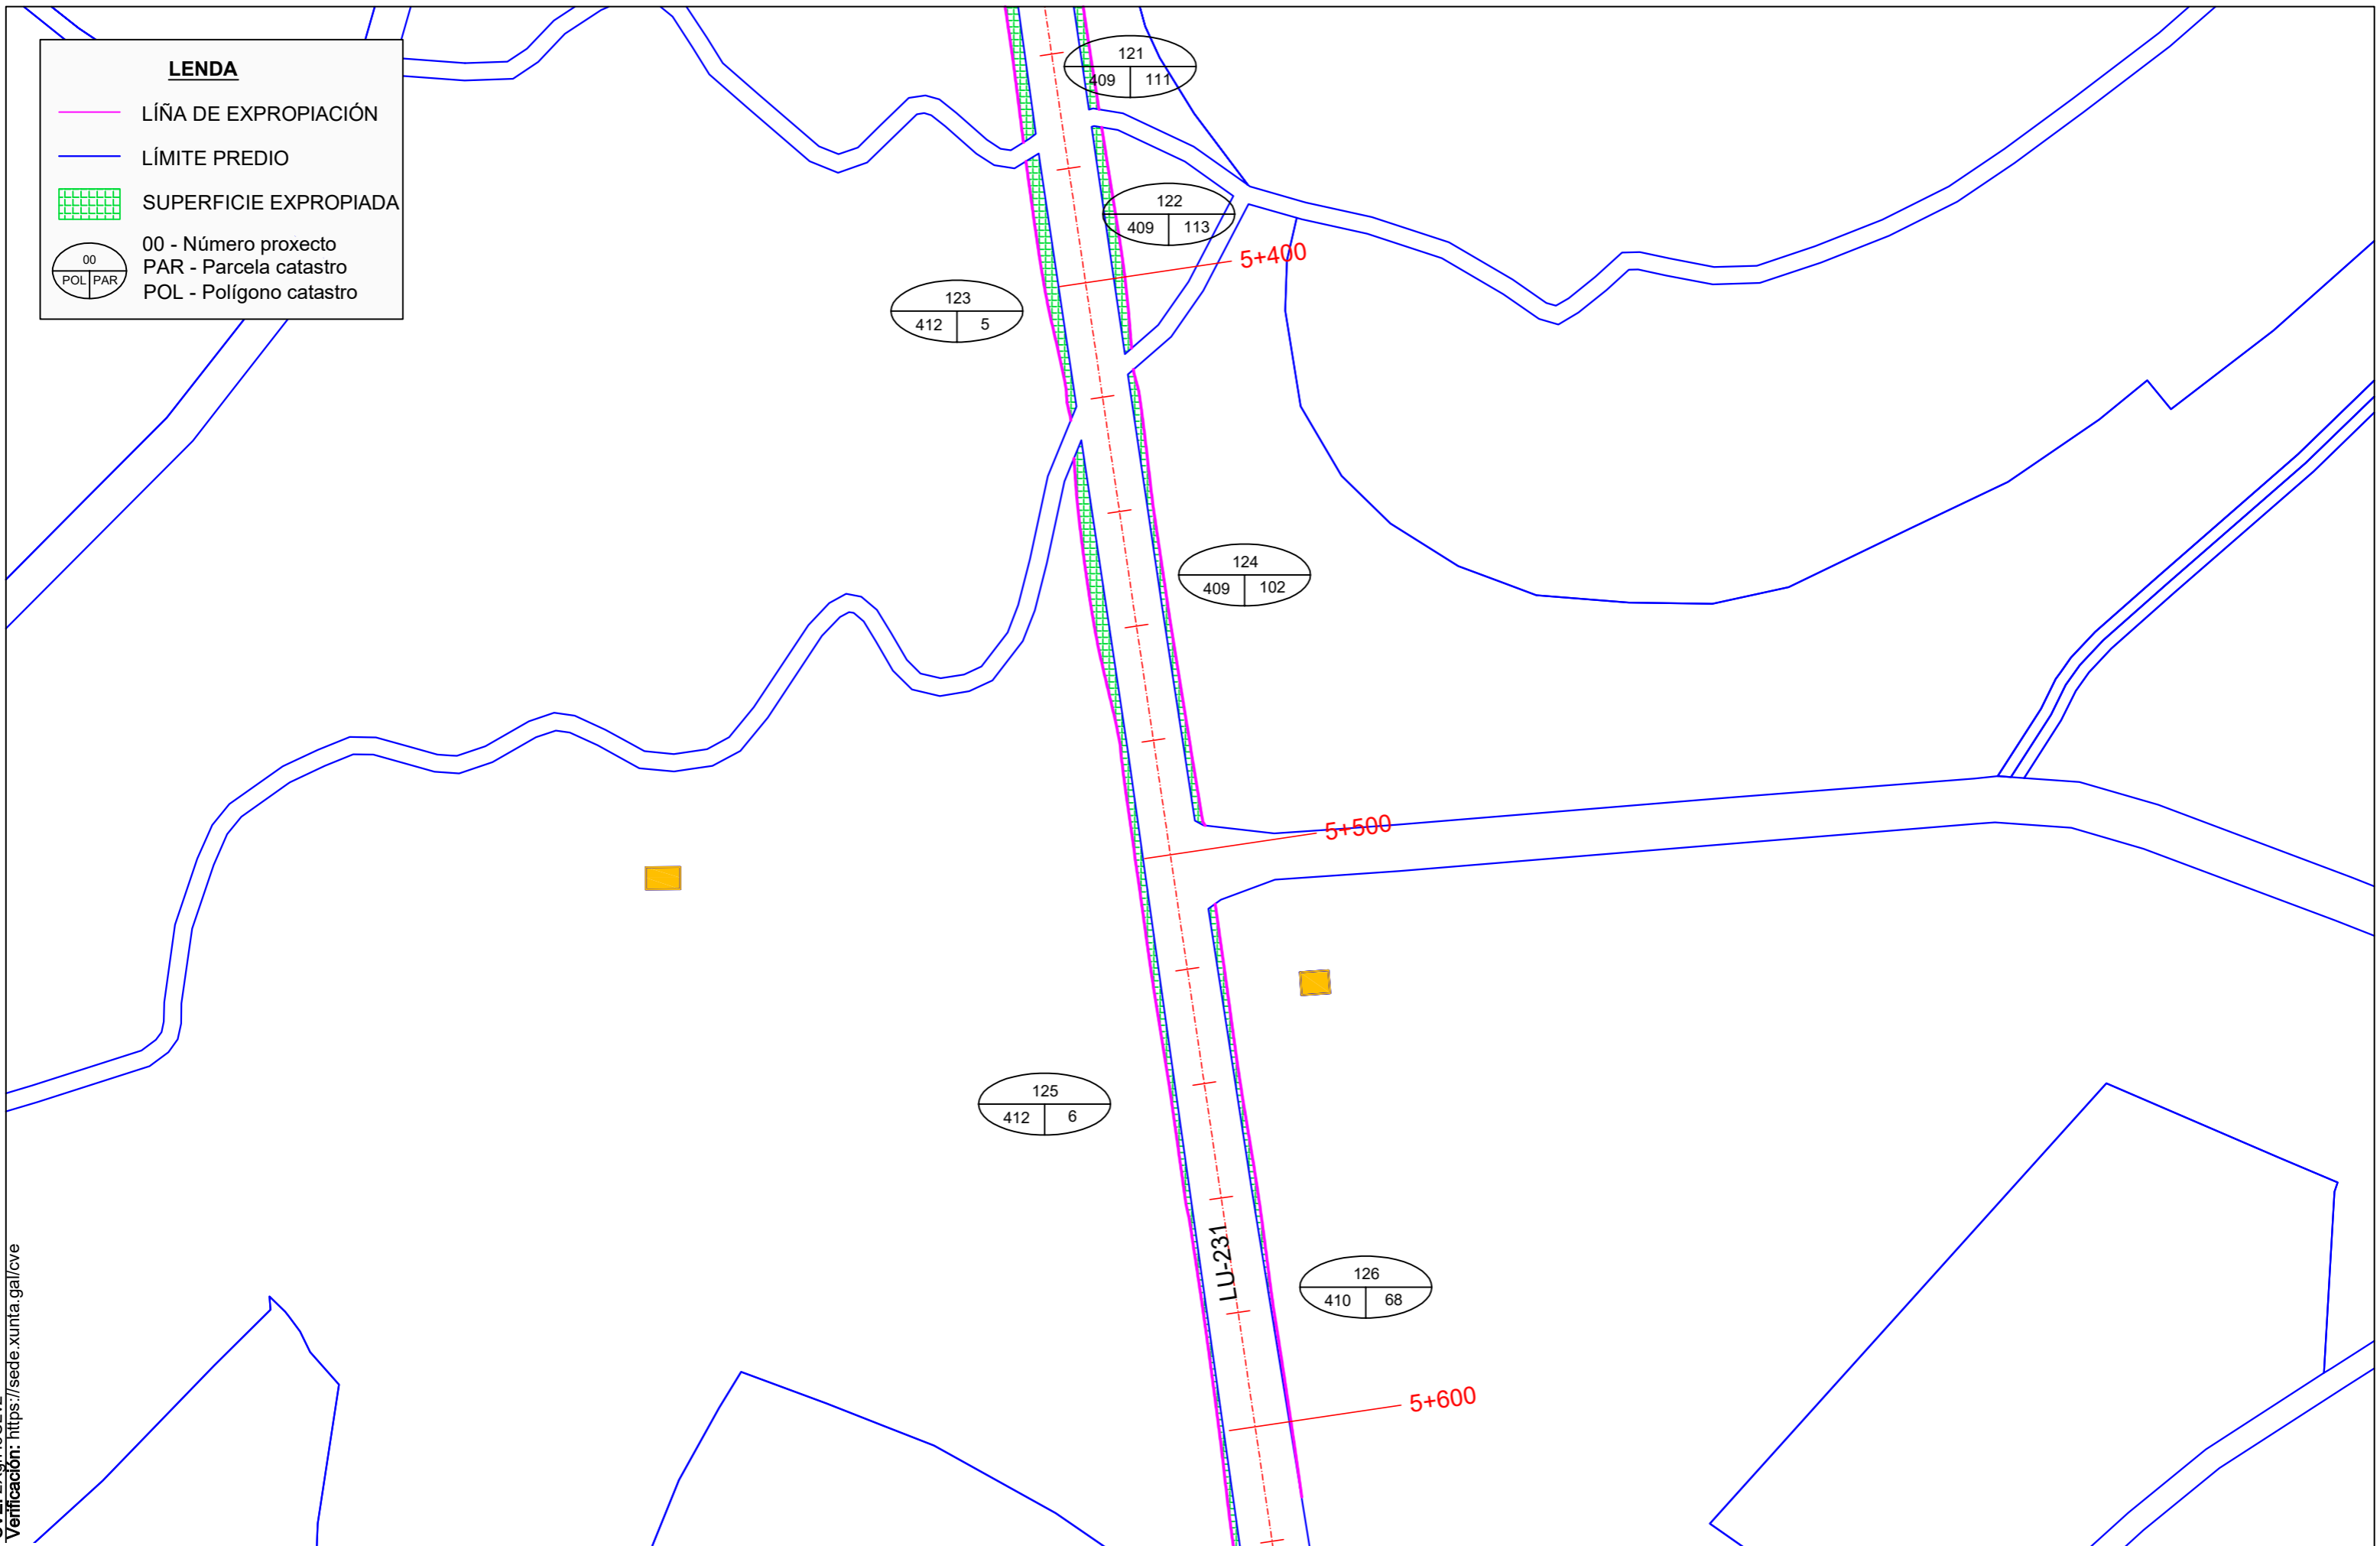 LENDA
LÍÑA DE EXPROPIACIÓN
LÍMITE PREDIO
SUPERFICIE EXPROPIADA
00
POL PAR
00 - Número proxecto
PAR - Parcela catastro
POL - Polígono catastro
121
409 111
122
409 113
5+400
123
412 5
124
409 102
5+500
125
412 6
LU-231
126
410 68
5+600
Verificación: https://sede.xunta.gal/cve